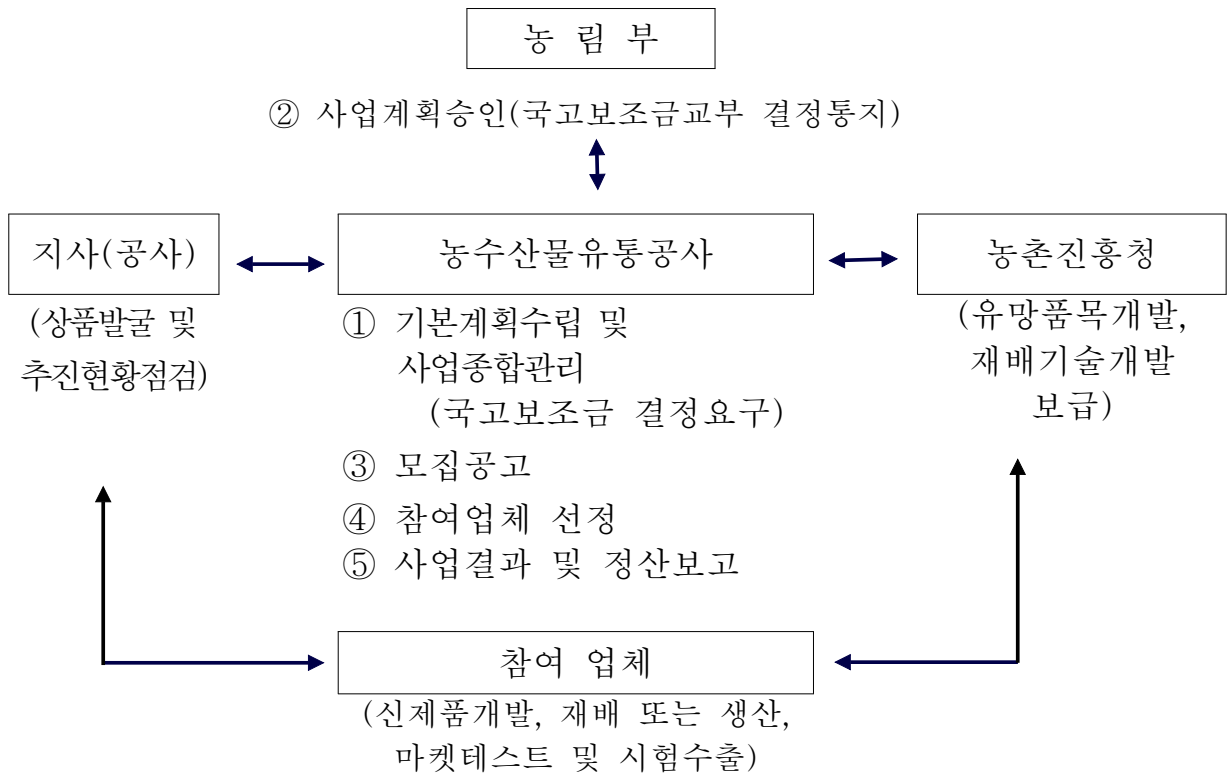 농 림 부
② 사업계획승인(국고보조금교부 결정통지)
지사(공사)
(상품발굴 및
추진현황점검)
농수산물유통공사
① 기본계획수립 및
사업종합관리
(국고보조금 결정요구)
③ 모집공고
④ 참여업체 선정
⑤ 사업결과 및 정산보고
농촌진흥청
(유망품목개발,
재배기술개발
보급)
참여 업체
(신제품개발, 재배 또는 생산,
마켓테스트 및 시험수출)